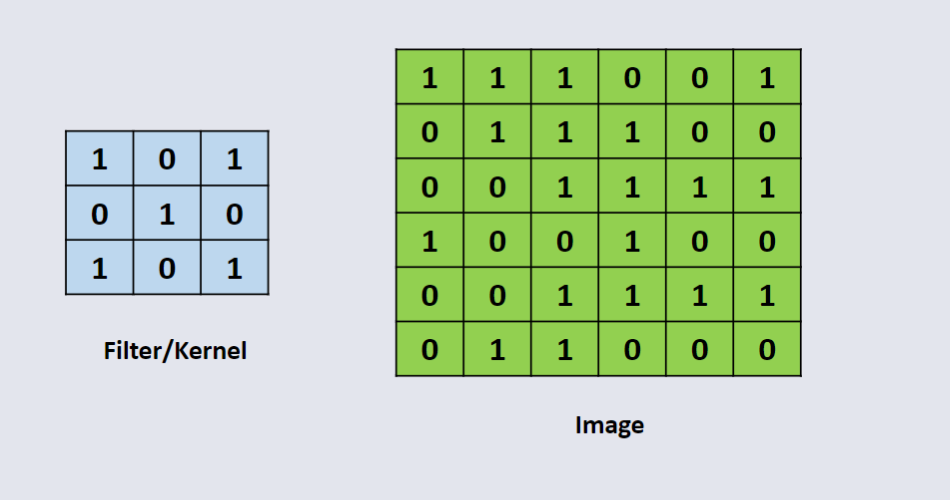 1 0 1
0 1 0
1 0 1
Filter/Kernel
1 1 1 0 0 1
0 1 1 1 0 0
0 0 1 1 1 1
1 0 0 1 0 0
0 0 1 1 1 1
0 1 1 0 0 0
Image